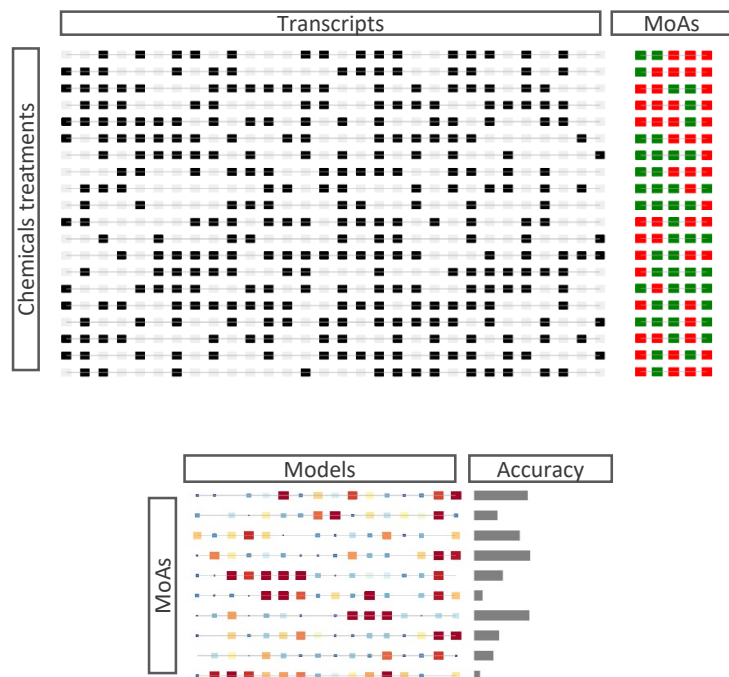 Transcripts
MoAs
Chemicals treatments
Models
Accuracy
MoAs